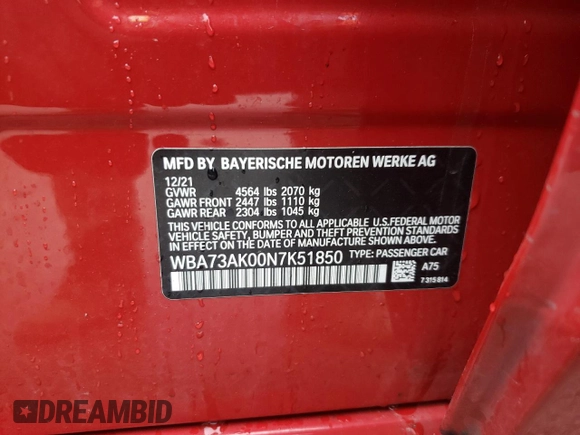 MFD BY BAYERISCHE MOTOREN WERKE AG
12/21
GVWR 4564 lbs 2070 kg
GAWR FRONT 2447 lbs 1110 kg
GAWR REAR 2304 lbs 1045 kg
THIS VEHICLE CONFORMS TO ALL APPLICABLE U.S.FEDERAL MOTOR
VEHICLE SAFETY, BUMPER AND THEFT PREVENTION STANDARDS
IN EFFECT ON THE DATE OF MANUFACTURE SHOWN ABOVE.
WBA73AK00N7K51850 TYPE: PASSENGER CAR
A75
7315814
DREAMBID